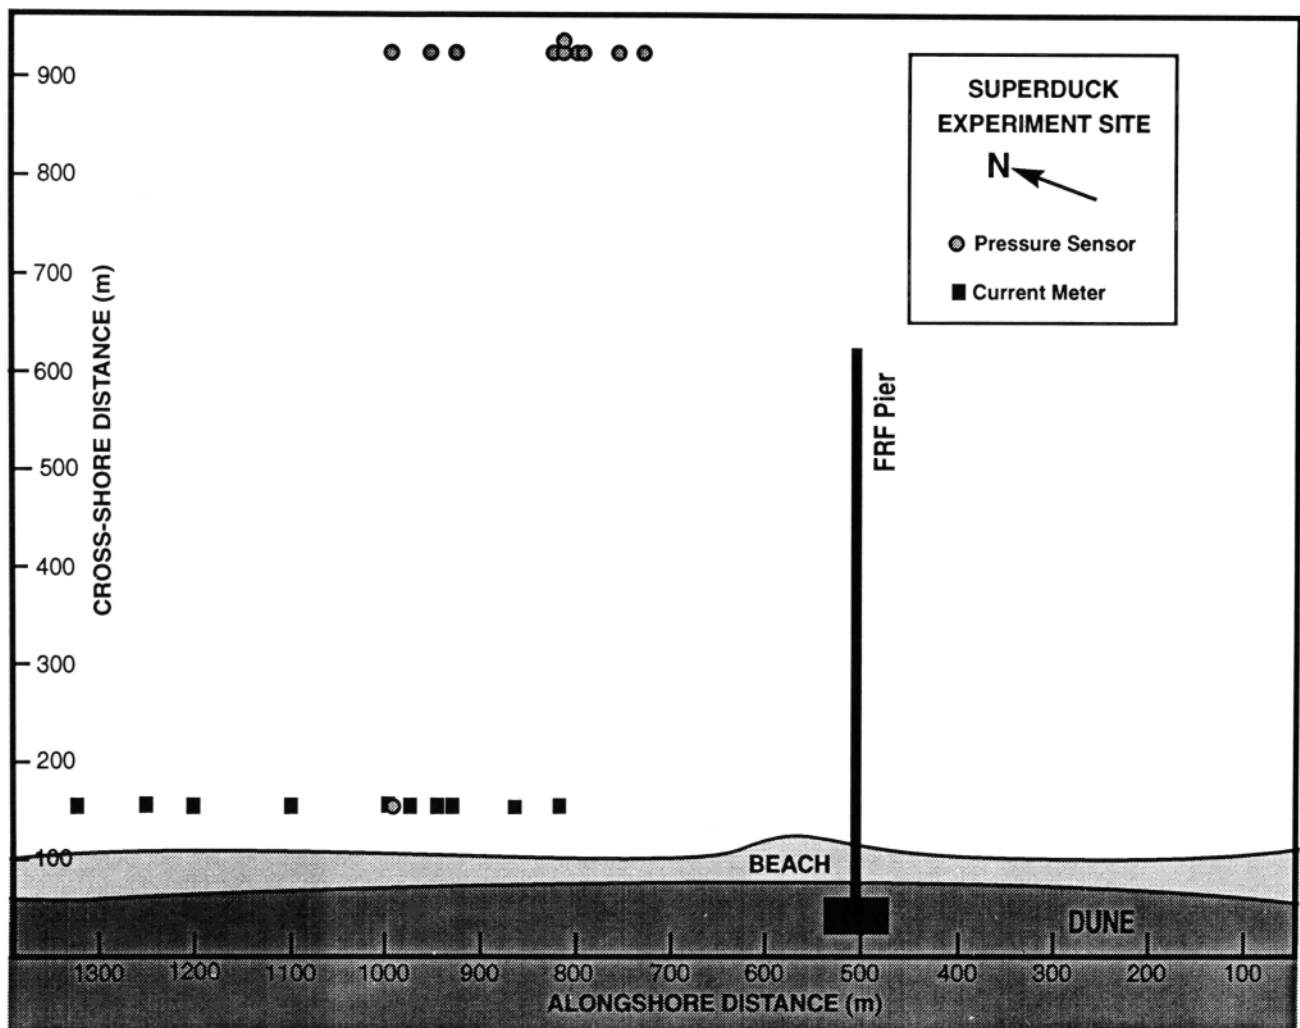 SUPERDUCK
EXPERIMENT SITE
N
Pressure Sensor
Current Meter
900
800
700
600
500
400
300
200
100
CROSS-SHORE DISTANCE (m)
FRF Pier
BEACH
DUNE
1300 1200 1100 1000 900 800 700 600 500 400 300 200 100
ALONGSHORE DISTANCE (m)